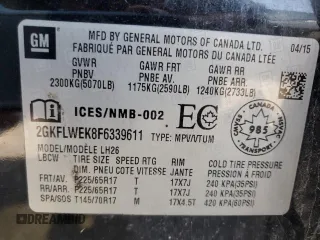 GM
MFD BY GENERAL MOTORS OF CANADA LTD.
FABRIQUÉ PAR GENERAL MOTORS DU CANADA LTÉE
04/15
GVWR GAWR FRT GAWR RR
PNBV PNBE AV PNBE ARR
2300KG(5070LB) 1175KG(2590LB) 1240KG(2733LB)
ICES/NMB-002 EC
2GKFLWEK8F6339611 TYPE: MPV/VTUM
985
MODEL/MODÈLE LH26
LBCW TIRE SIZE SPEED RTG RIM COLD TIRE PRESSURE
DIM PNEU COTE VITESSE JANTE PRESSION À FROID
FRT/AV. P225/65R17 T 17X7J 240 KPA(35PSI)
RR/ARR. P225/65R17 T 17X7J 240 KPA(35PSI)
SPA/SOS T145/70R17 M 17X4.5T 420 KPA(60PSI)